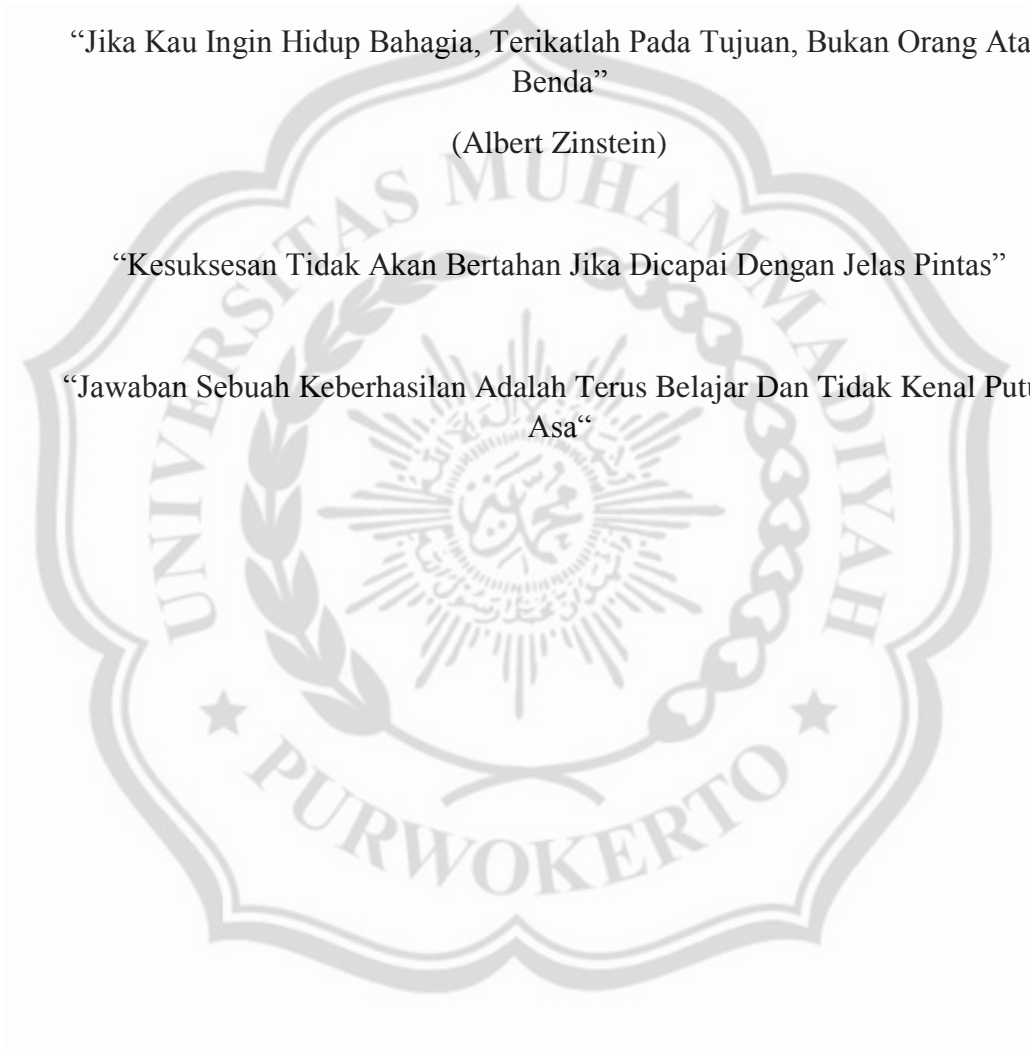 “Jika Kau Ingin Hidup Bahagia, Terikatlah Pada Tujuan, Bukan Orang Ata
Benda”
(Albert Zinstein)
“Kesuksesan Tidak Akan Bertahan Jika Dicapai Dengan Jelas Pintas”
“Jawaban Sebuah Keberhasilan Adalah Terus Belajar Dan Tidak Kenal Putu
Asa“
UNIVERSITAS MUHAMMADIYAH
PURWOKERTO